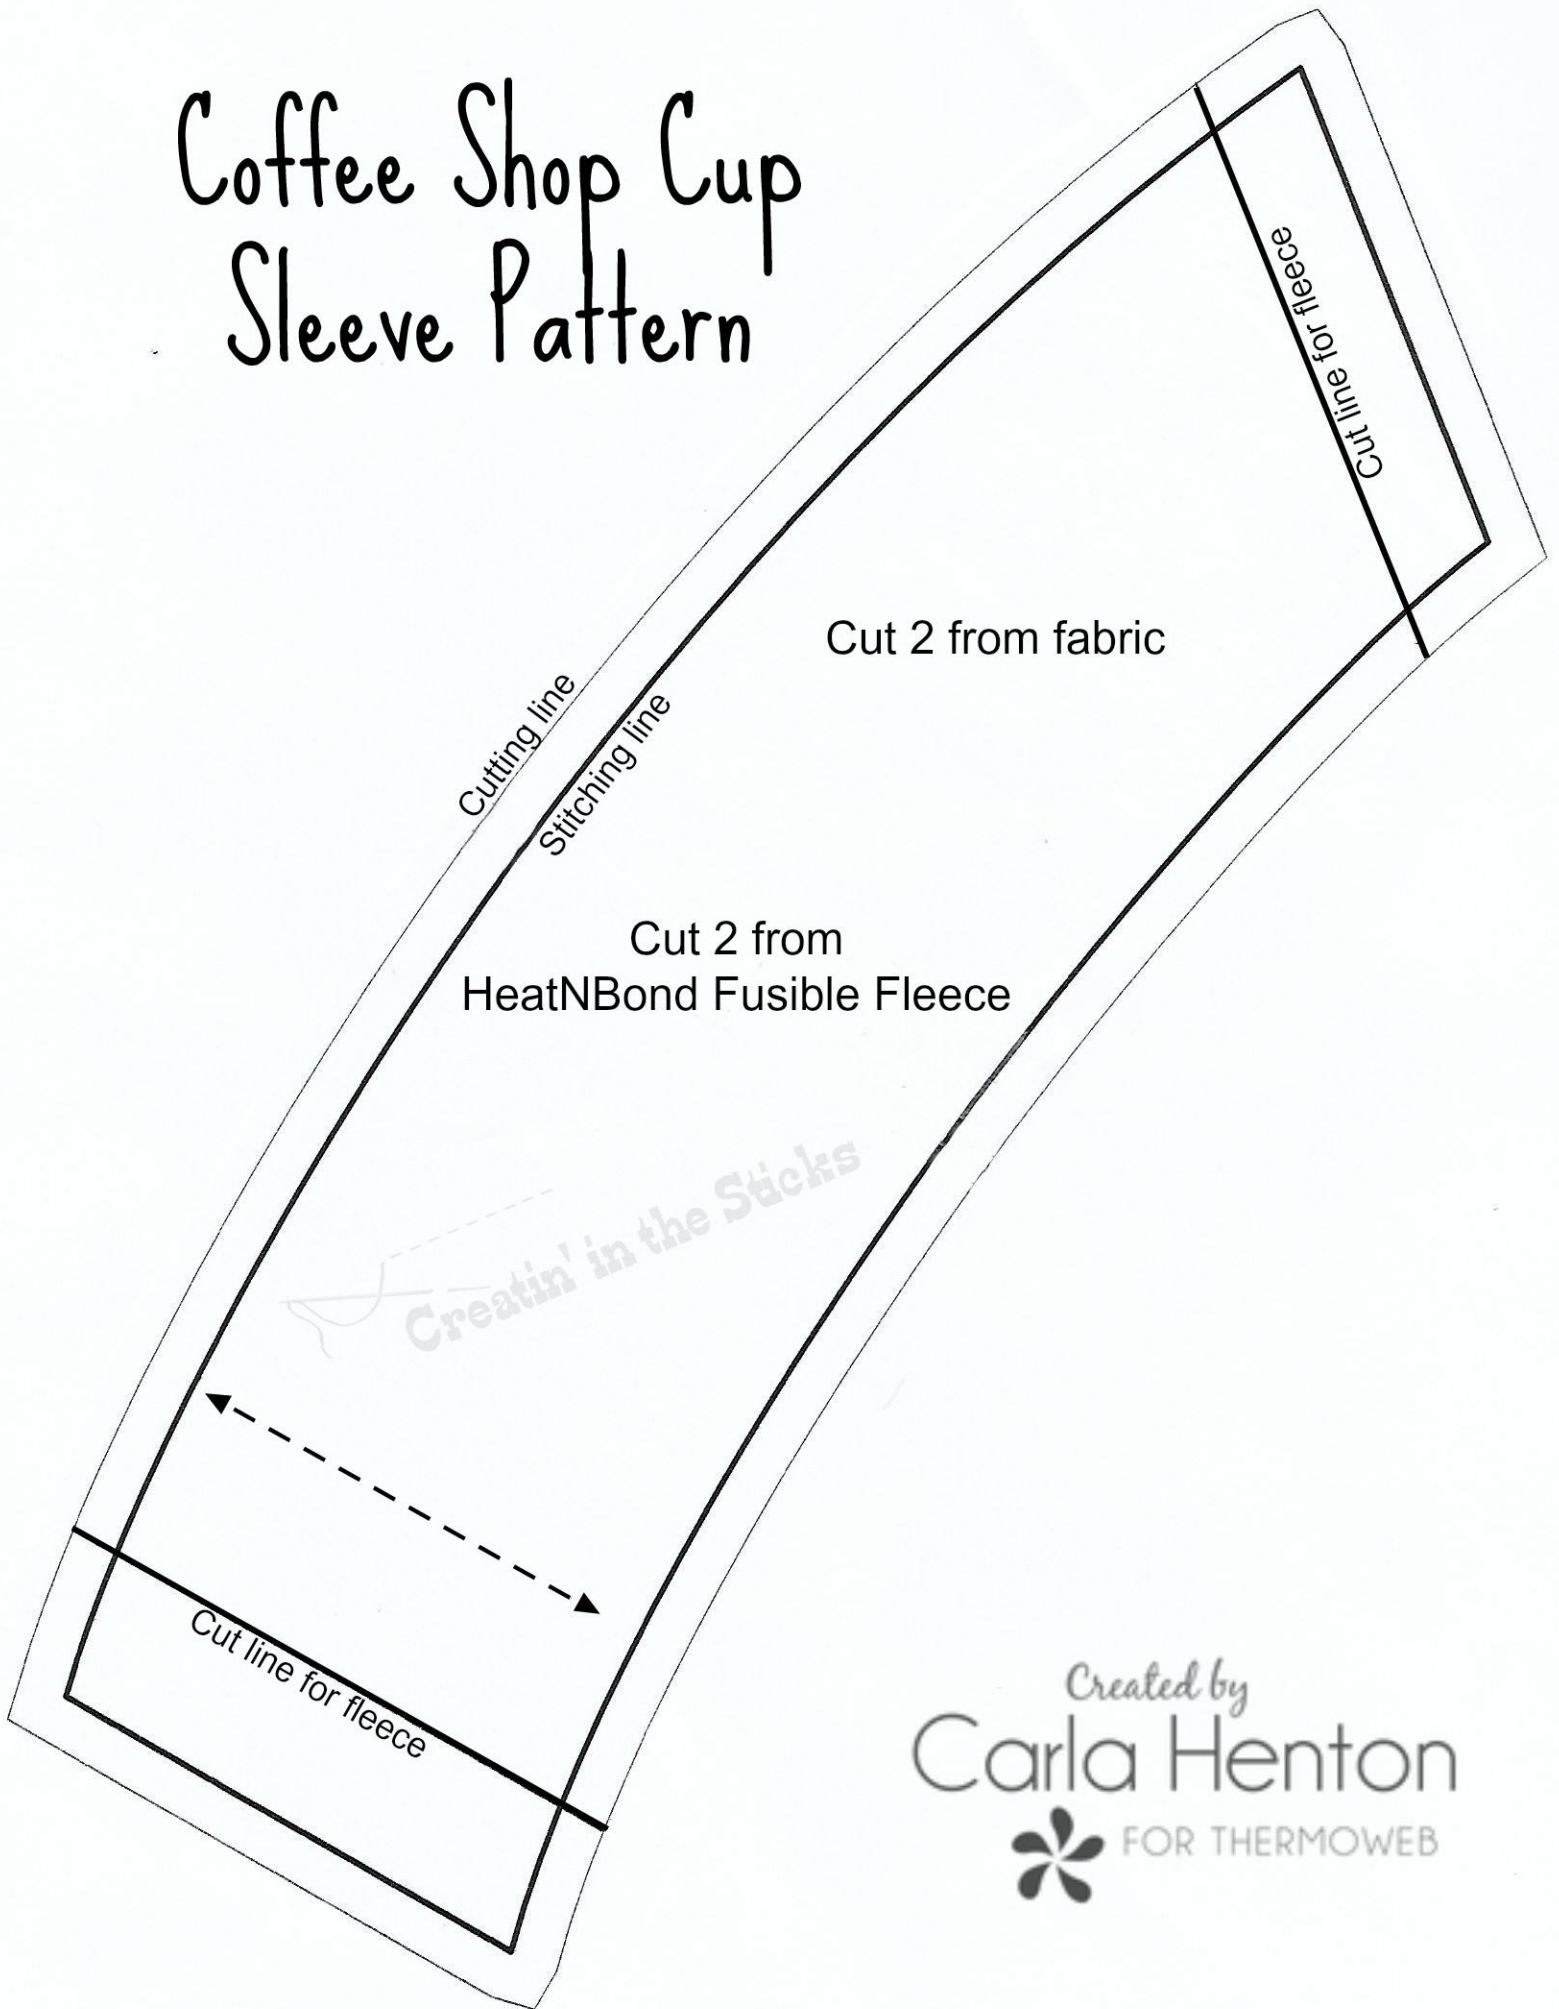 Coffee Shop Cup
Sleeve Pattern
Cut line for fleece
Cut 2 from fabric
Cutting line
Stitching line
Cut 2 from
HeatNBond Fusible Fleece
Creatin' in the Sticks
Cut line for fleece
Created by
Carla Henton
FOR THERMOWEB